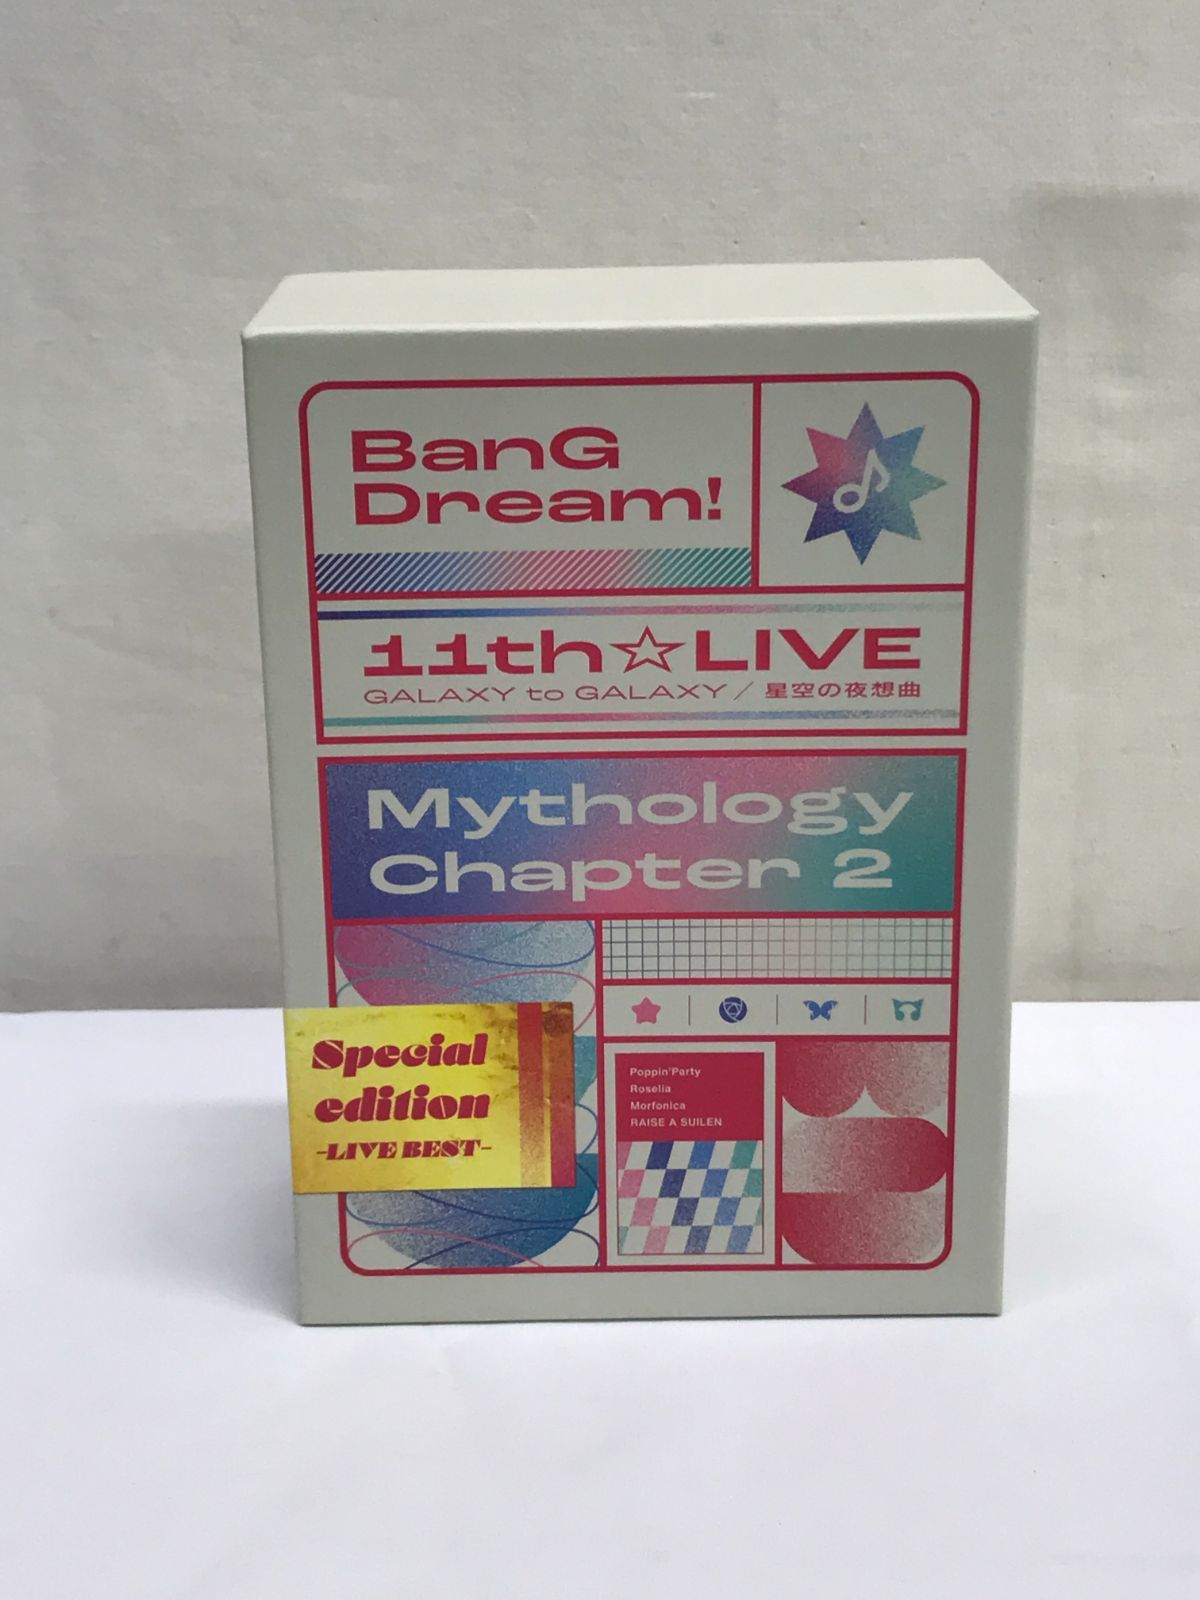 BanG
Dream!
11th☆LIVE
GALAXY to GALAXY / 星空の夜想曲
Mythology
Chapter 2
Special
edition
-LIVE BEST-
Poppin'Party
Roselia
Morfonica
RAISE A SUILEN